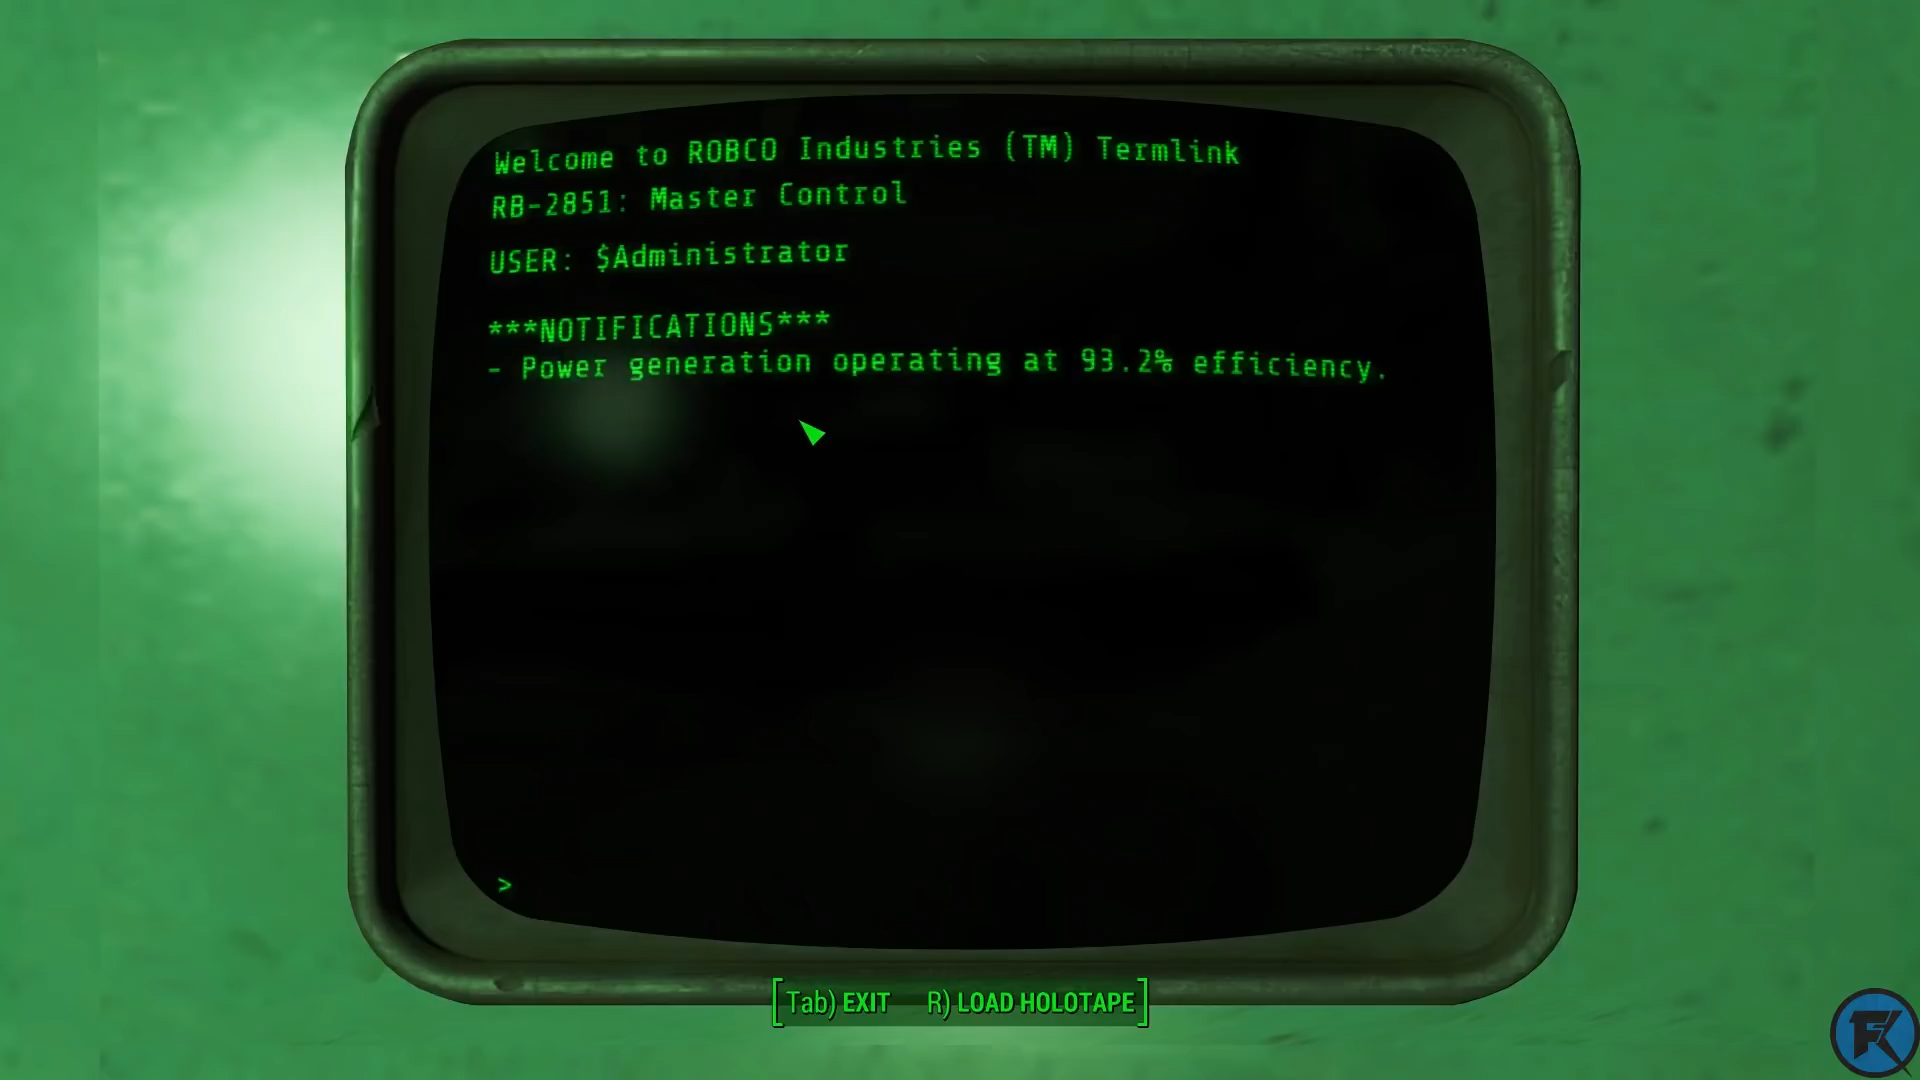 Welcome to ROBCO Industries (TM) Termlink
RB-2851: Master Control
USER: $Administrator
***NOTIFICATIONS***
- Power generation operating at 93.2% efficiency.
>
[Tab) EXIT R) LOAD HOLOTAPE]